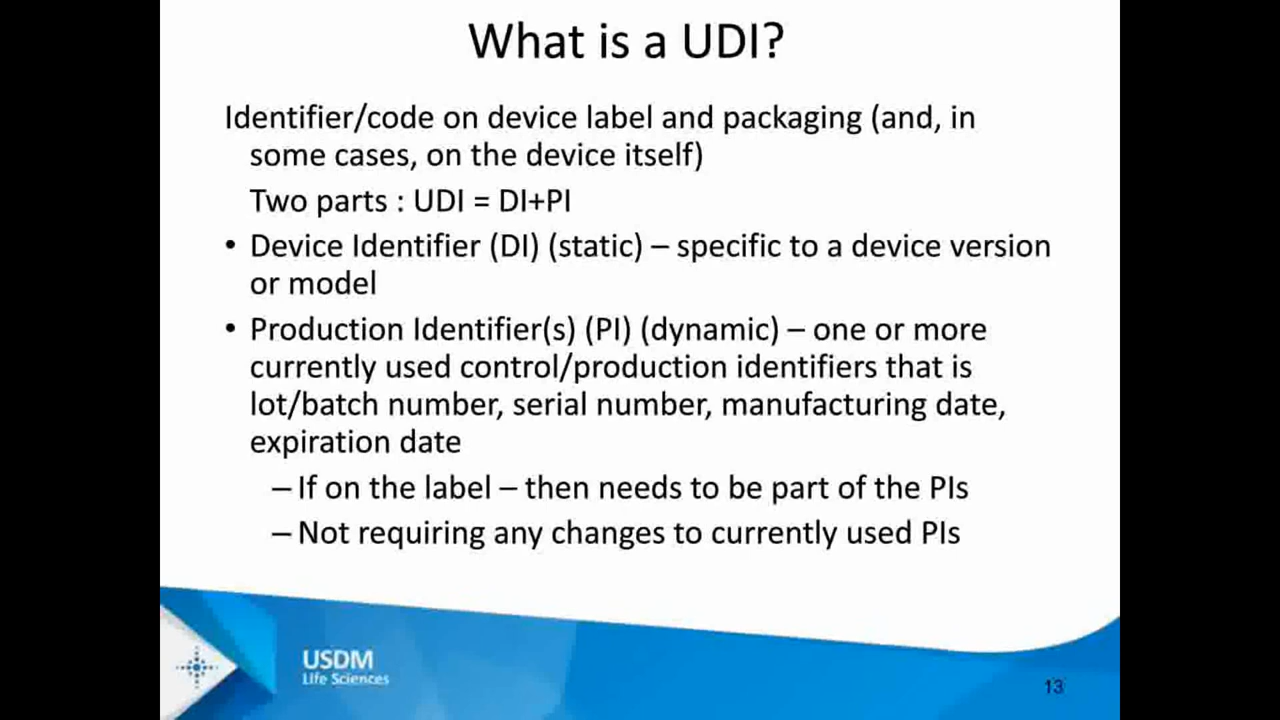 What is a UDI?
Identifier/code on device label and packaging (and, in
some cases, on the device itself)
Two parts : UDI = DI+PI
• Device Identifier (DI) (static) – specific to a device version
or model
• Production Identifier(s) (PI) (dynamic) – one or more
currently used control/production identifiers that is
lot/batch number, serial number, manufacturing date,
expiration date
– If on the label – then needs to be part of the PIs
– Not requiring any changes to currently used PIs
USDM
Life Sciences
13